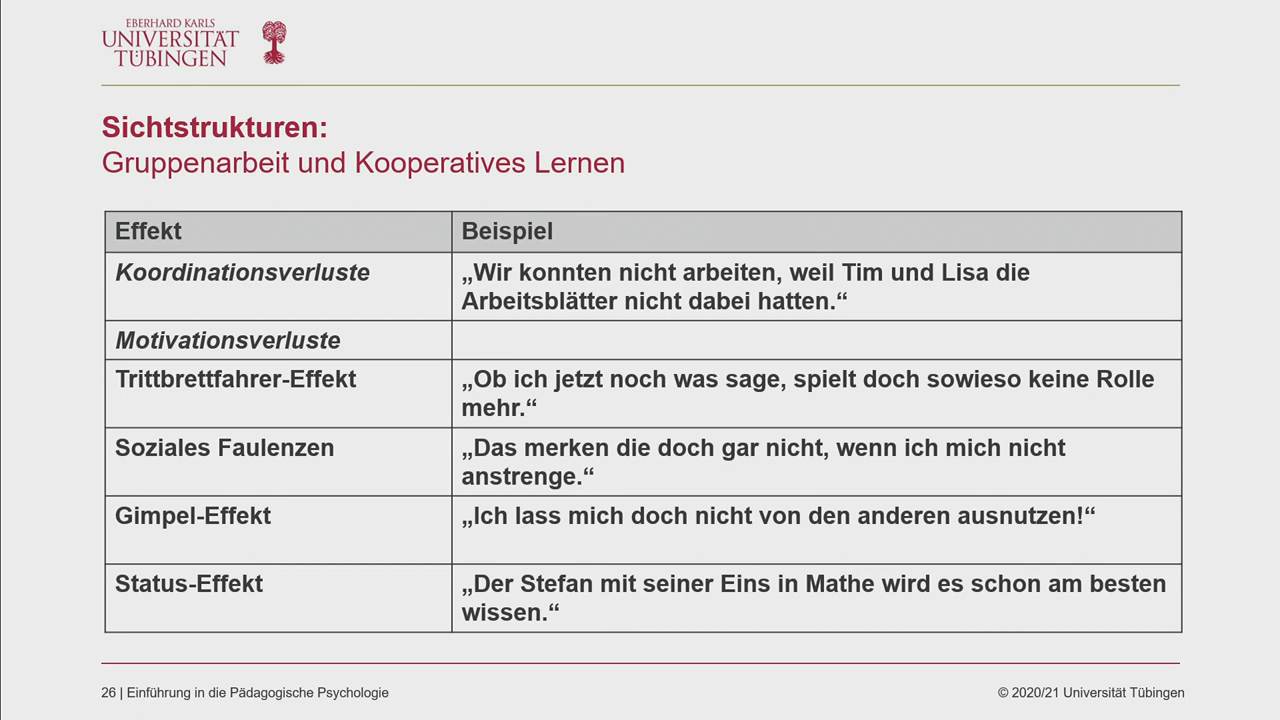 EBERHARD KARLS
UNIVERSITÄT
TÜBINGEN
Sichtstrukturen:
Gruppenarbeit und Kooperatives Lernen
Effekt
Beispiel
Koordinationsverluste
„Wir konnten nicht arbeiten, weil Tim und Lisa die
Arbeitsblätter nicht dabei hatten.“
Motivationsverluste
Trittbrettfahrer-Effekt
„Ob ich jetzt noch was sage, spielt doch sowieso keine Rolle
mehr.“
Soziales Faulenzen
„Das merken die doch gar nicht, wenn ich mich nicht
anstrenge.“
Gimpel-Effekt
„Ich lass mich doch nicht von den anderen ausnutzen!“
Status-Effekt
„Der Stefan mit seiner Eins in Mathe wird es schon am besten
wissen.“
26 | Einführung in die Pädagogische Psychologie
© 2020/21 Universität Tübingen